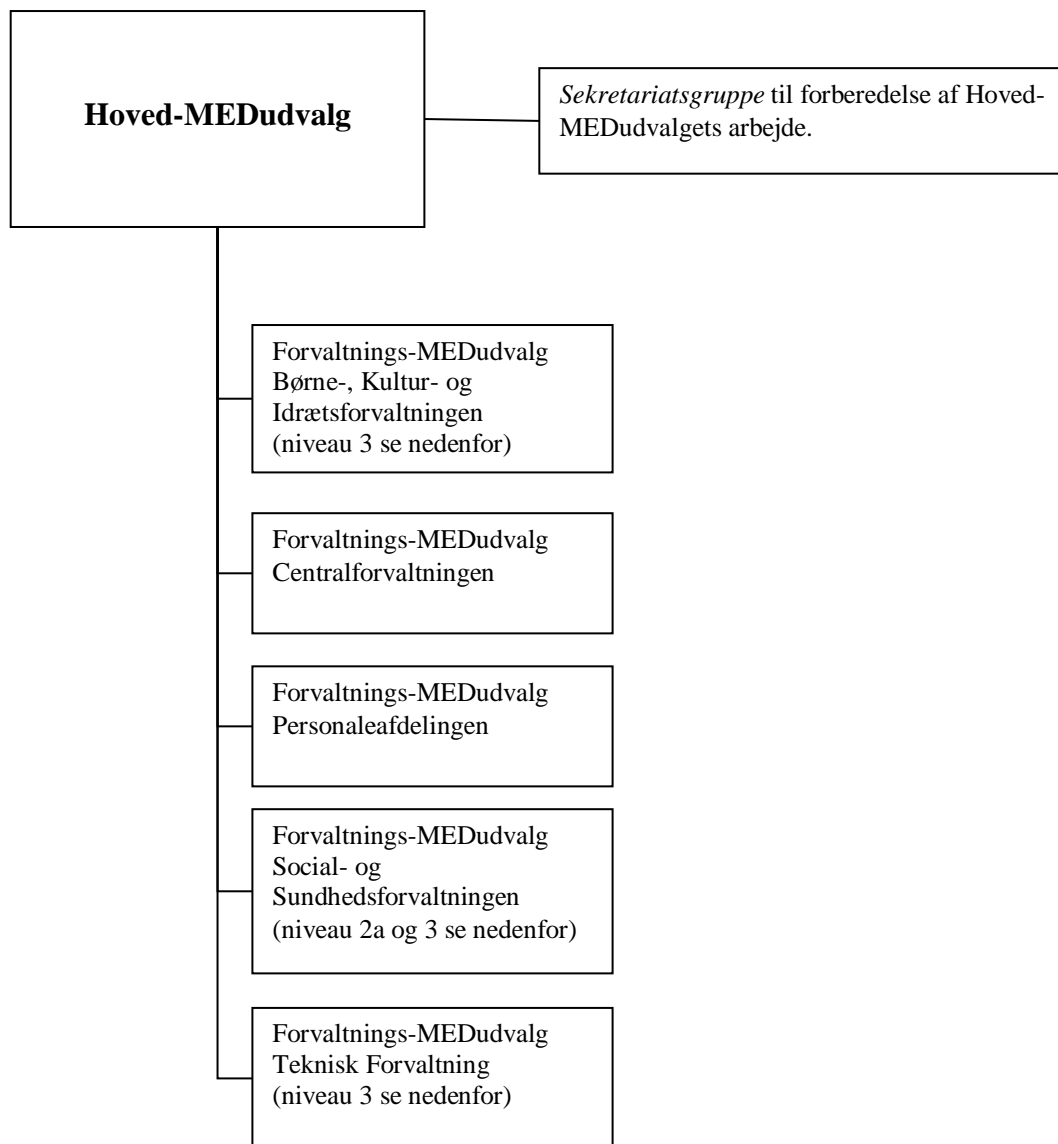 Hoved-MEDudvalg
Sekretariatsgruppe til forberedelse af Hoved-
MEDudvalgets arbejde.
Forvaltnings-MEDudvalg
Børne-, Kultur- og
Idrætsforvaltningen
(niveau 3 se nedenfor)
Forvaltnings-MEDudvalg
Centralforvaltningen
Forvaltnings-MEDudvalg
Personaleafdelingen
Forvaltnings-MEDudvalg
Social- og
Sundhedsforvaltningen
(niveau 2a og 3 se nedenfor)
Forvaltnings-MEDudvalg
Teknisk Forvaltning
(niveau 3 se nedenfor)